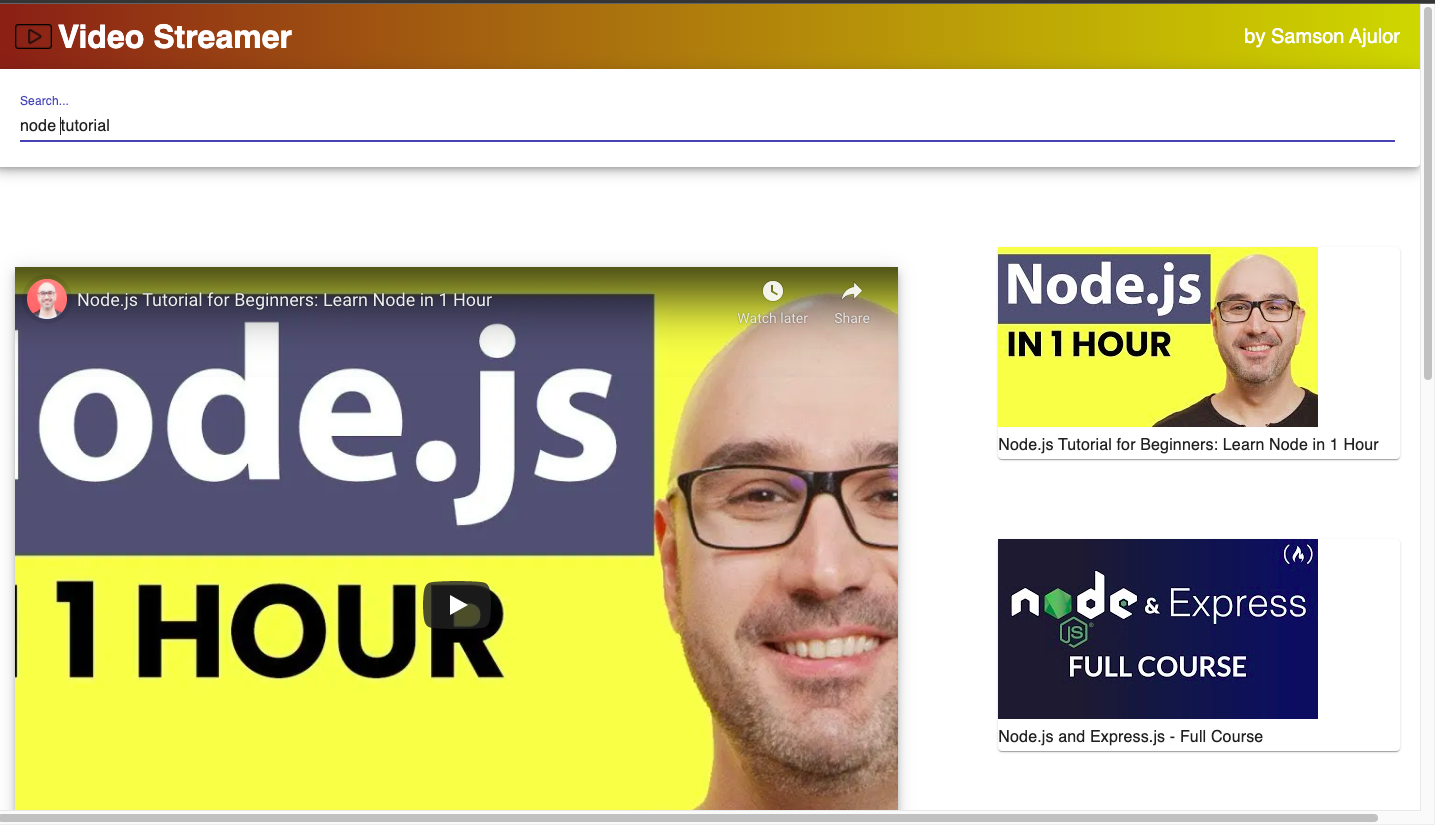 Video Streamer
by Samson Ajulor
Search...
node tutorial
Node.js Tutorial for Beginners: Learn Node in 1 Hour
Watch later
Share
ode.js
1 HOUR
Node.js
IN 1 HOUR
Node.js Tutorial for Beginners: Learn Node in 1 Hour
node & Express
JS
FULL COURSE
Node.js and Express.js - Full Course